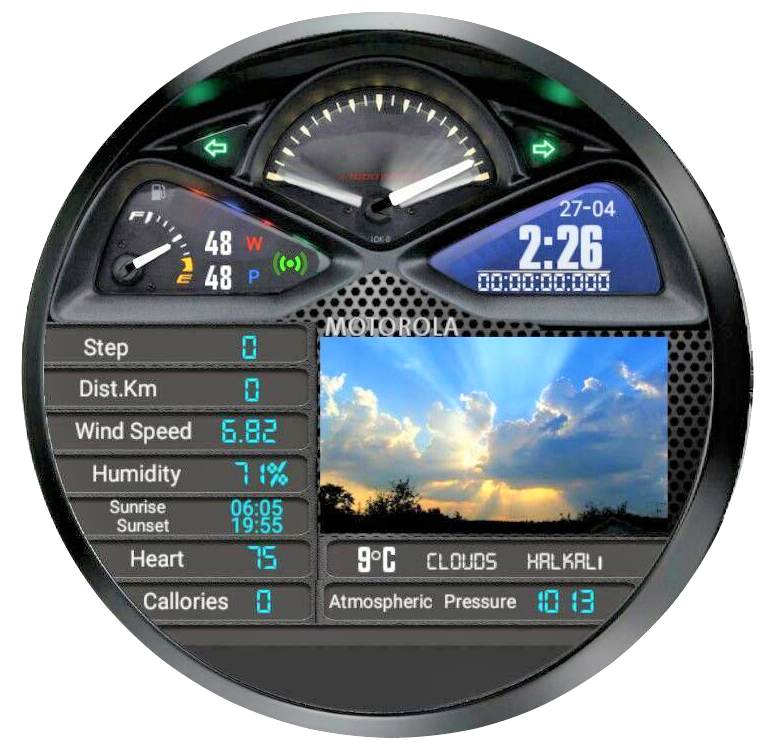 27-04
F
48 W
2:26
E
48 P
00:00:00:000
MOTOROLA
Step 0
Dist.Km 0
Wind Speed 6.82
Humidity 71%
Sunrise 06:05
Sunset 19:55
Heart 75
9°C CLOUDS HALKALI
Callories 0
Atmospheric Pressure 1013